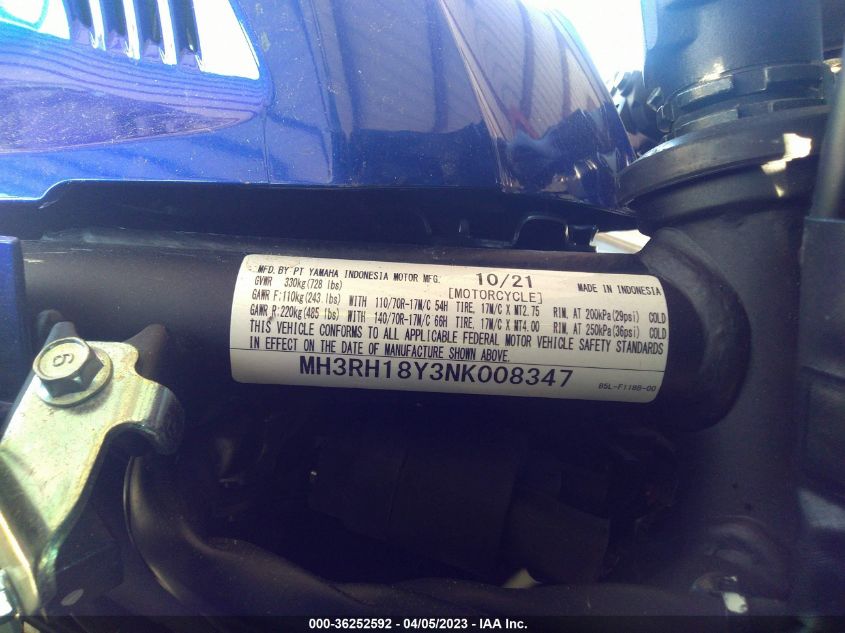 MFD. BY PT YAMAHA INDONESIA MOTOR MFG. 10/21 MADE IN INDONESIA
GVWR 330kg(728 lbs) [MOTORCYCLE]
GAWR F:110kg(243 lbs) WITH 110/70R-17M/C 54H TIRE, 17M/C X MT2.75 RIM, AT 200kPa(29psi) COLD
GAWR R:220kg(485 lbs) WITH 140/70R-17M/C 66H TIRE, 17M/C X MT4.00 RIM, AT 250kPa(36psi) COLD
THIS VEHICLE CONFORMS TO ALL APPLICABLE FEDERAL MOTOR VEHICLE SAFETY STANDARDS
IN EFFECT ON THE DATE OF MANUFACTURE SHOWN ABOVE.
MH3RH18Y3NK008347 B5L-F118B-00
6
000-36252592 - 04/05/2023 - IAA Inc.